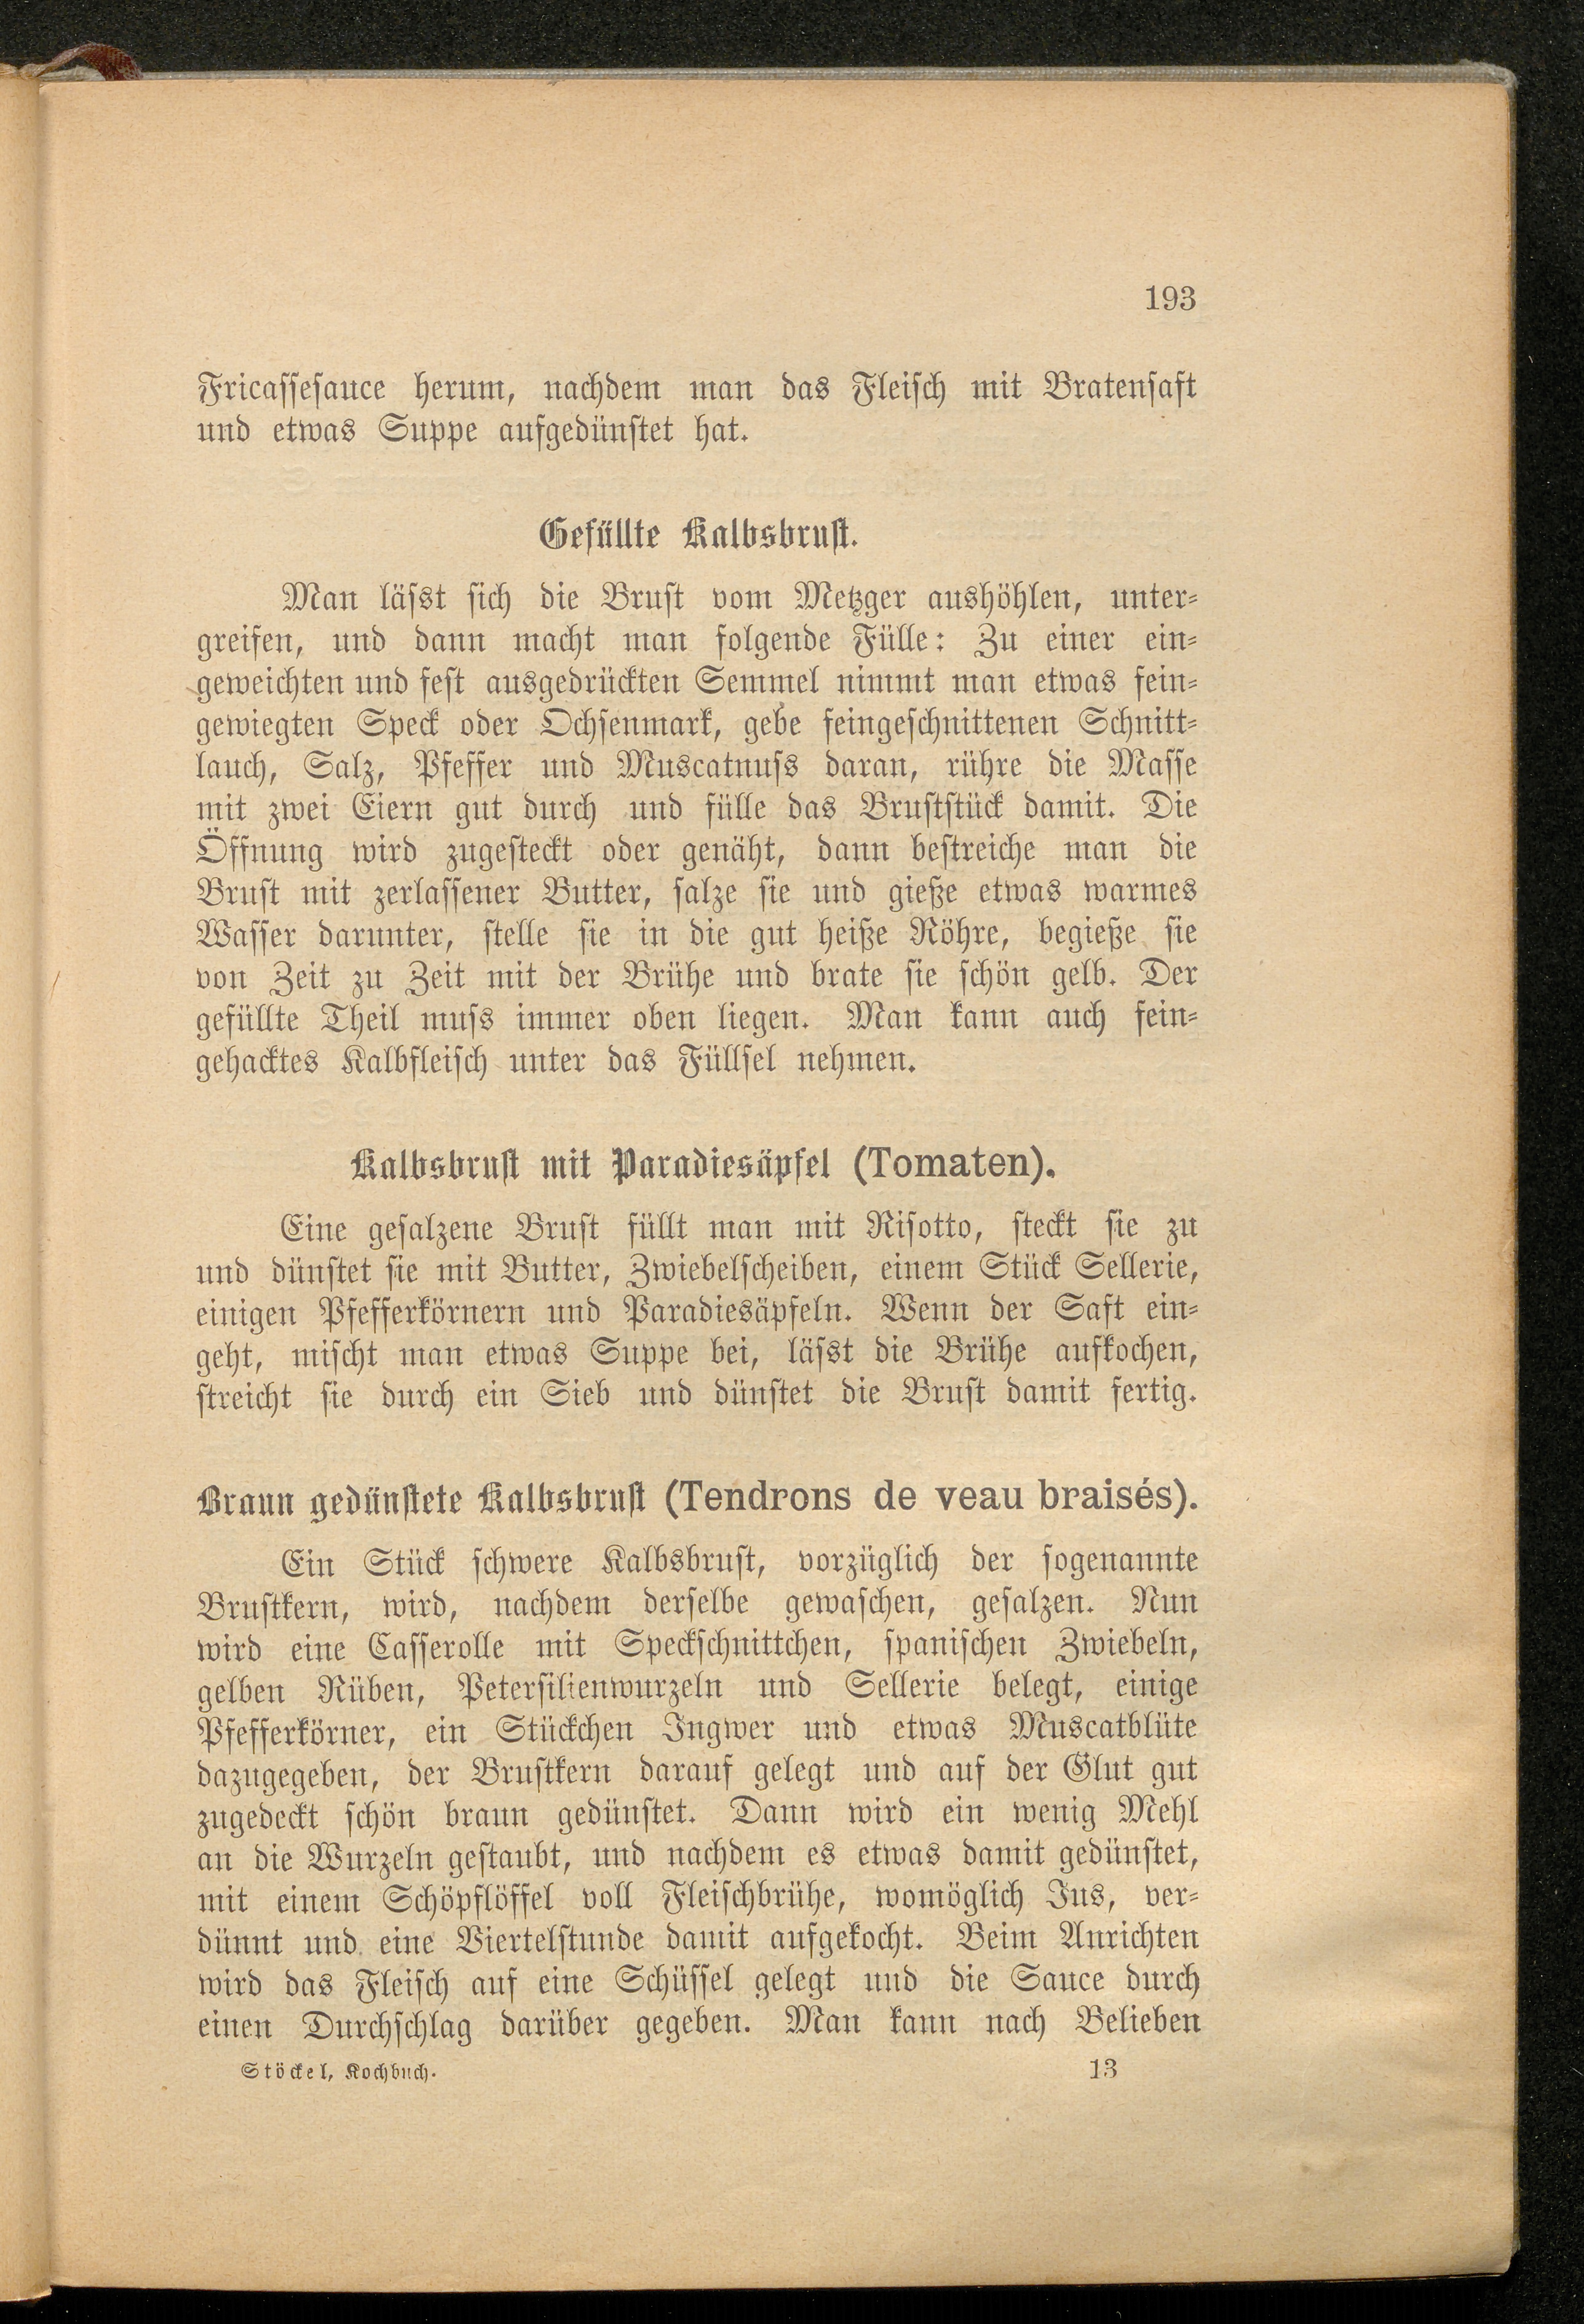 193
Fricassesauce herum, nachdem man das Fleisch mit Bratensaft
und etwas Suppe aufgedünstet hat.
Gefüllte Kalbsbrust.
Man lässt sich die Brust vom Metzger aushöhlen, unter-
greifen, und dann macht man folgende Fülle: Zu einer ein-
geweichten und fest ausgedrückten Semmel nimmt man etwas fein-
gewiegten Speck oder Ochsenmark, gebe feingeschnittenen Schnitt-
lauch, Salz, Pfeffer und Muscatnuss daran, rühre die Masse
mit zwei Eiern gut durch und fülle das Bruststück damit. Die
Öffnung wird zugesteckt oder genäht, dann bestreiche man die
Brust mit zerlassener Butter, salze sie und gieße etwas warmes
Wasser darunter, stelle sie in die gut heiße Röhre, begieße sie
von Zeit zu Zeit mit der Brühe und brate sie schön gelb. Der
gefüllte Theil muss immer oben liegen. Man kann auch fein-
gehacktes Kalbfleisch unter das Füllsel nehmen.
Kalbsbrust mit Paradiesäpfel (Tomaten).
Eine gesalzene Brust füllt man mit Risotto, steckt sie zu
und dünstet sie mit Butter, Zwiebelscheiben, einem Stück Sellerie,
einigen Pfefferkörnern und Paradiesäpfeln. Wenn der Saft ein-
geht, mischt man etwas Suppe bei, lässt die Brühe aufkochen,
streicht sie durch ein Sieb und dünstet die Brust damit fertig.
Braun gedünstete Kalbsbrust (Tendrons de veau braisés).
Ein Stück schwere Kalbsbrust, vorzüglich der sogenannte
Brustkern, wird, nachdem derselbe gewaschen, gesalzen. Nun
wird eine Casserolle mit Speckschnittchen, spanischen Zwiebeln,
gelben Rüben, Petersilienwurzeln und Sellerie belegt, einige
Pfefferkörner, ein Stückchen Ingwer und etwas Muscatblüte
dazugegeben, der Brustkern darauf gelegt und auf der Glut gut
zugedeckt schön braun gedünstet. Dann wird ein wenig Mehl
an die Wurzeln gestaubt, und nachdem es etwas damit gedünstet,
mit einem Schöpflöffel voll Fleischbrühe, womöglich Jus, ver-
dünnt und eine Viertelstunde damit aufgekocht. Beim Anrichten
wird das Fleisch auf eine Schüssel gelegt und die Sauce durch
einen Durchschlag darüber gegeben. Man kann nach Belieben
Stöckel, Kochbuch. 13